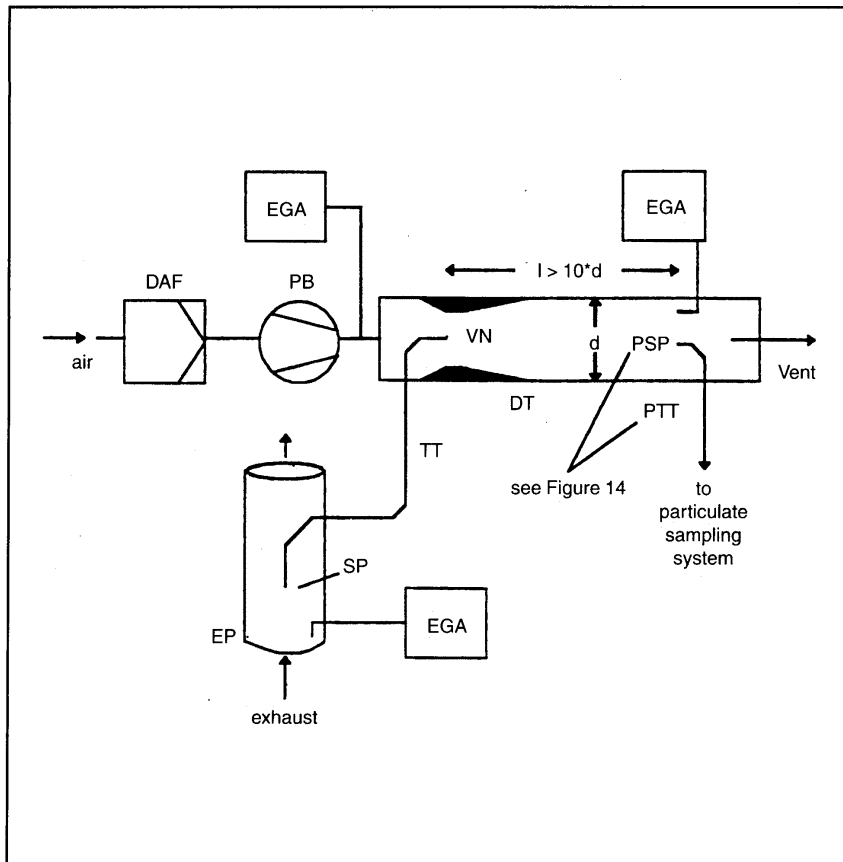 EGA
EGA
l > 10*d
DAF
PB
air
VN
d
PSP
Vent
DT
PTT
TT
see Figure 14
to
particulate
sampling
system
SP
EP
EGA
exhaust